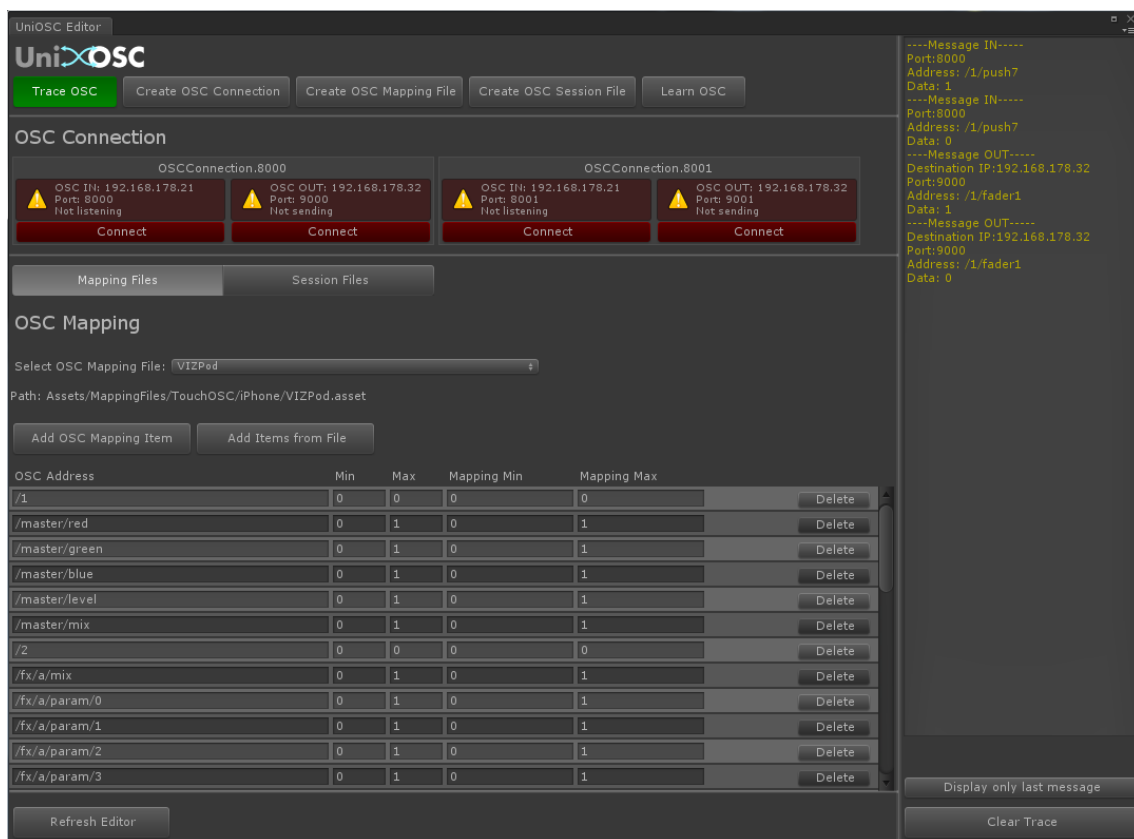 UniOSC Editor
UniOSC
Trace OSC Create OSC Connection Create OSC Mapping File Create OSC Session File Learn OSC
OSC Connection
OSCConnection.8000 OSCConnection.8001
OSC IN: 192.168.178.21 OSC OUT: 192.168.178.32 OSC IN: 192.168.178.21 OSC OUT: 192.168.178.32
Port: 8000 Port: 9000 Port: 8001 Port: 9001
Not listening Not sending Not listening Not sending
Connect Connect Connect Connect
Mapping Files Session Files
OSC Mapping
Select OSC Mapping File: VIZPod
Path: Assets/MappingFiles/TouchOSC/iPhone/VIZPod.asset
Add OSC Mapping Item Add Items from File
OSC Address Min Max Mapping Min Mapping Max
/1 0 0 0 0 Delete
/master/red 0 1 0 1 Delete
/master/green 0 1 0 1 Delete
/master/blue 0 1 0 1 Delete
/master/level 0 1 0 1 Delete
/master/mix 0 1 0 1 Delete
/2 0 0 0 0 Delete
/fx/a/mix 0 1 0 1 Delete
/fx/a/param/0 0 1 0 1 Delete
/fx/a/param/1 0 1 0 1 Delete
/fx/a/param/2 0 1 0 1 Delete
/fx/a/param/3 0 1 0 1 Delete
Refresh Editor
----Message IN-----
Port:8000
Address: /1/push7
Data: 1
----Message IN-----
Port:8000
Address: /1/push7
Data: 0
----Message OUT-----
Destination IP:192.168.178.32
Port:9000
Address: /1/fader1
Data: 1
----Message OUT-----
Destination IP:192.168.178.32
Port:9000
Address: /1/fader1
Data: 0
Display only last message
Clear Trace